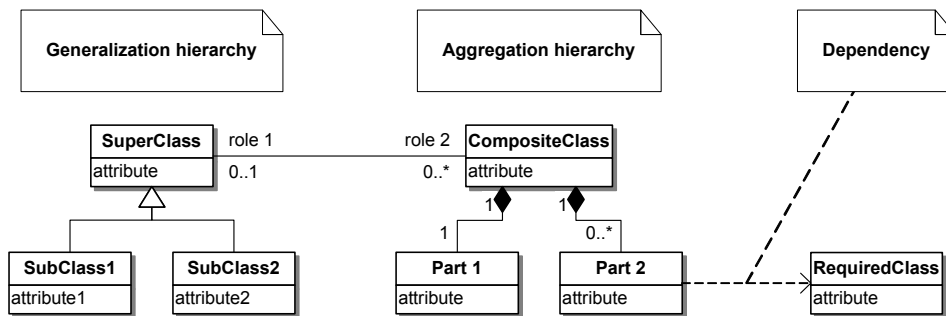 Generalization hierarchy
Aggregation hierarchy
Dependency
SuperClass
attribute
role 1
0..1
role 2
0..*
CompositeClass
attribute
1
1
1
0..*
SubClass1
attribute1
SubClass2
attribute2
Part 1
attribute
Part 2
attribute
RequiredClass
attribute